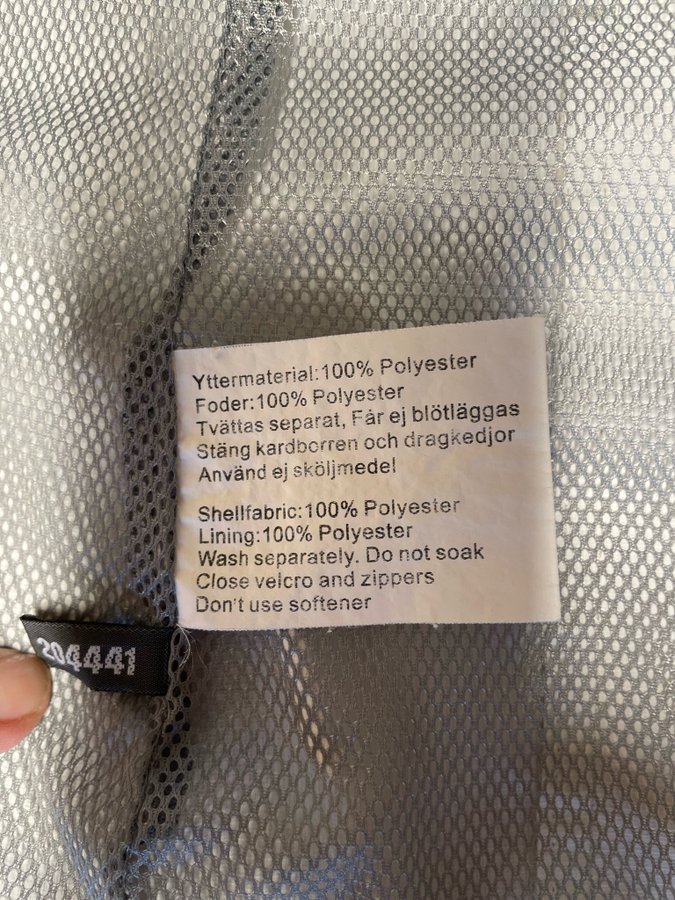 Yttermaterial:100% Polyester
Foder:100% Polyester
Tvättas separat, Får ej blötläggas
Stäng kardborren och dragkedjor
Använd ej sköljmedel
Shellfabric:100% Polyester
Lining:100% Polyester
Wash separately. Do not soak
Close velcro and zippers
Don't use softener
204441